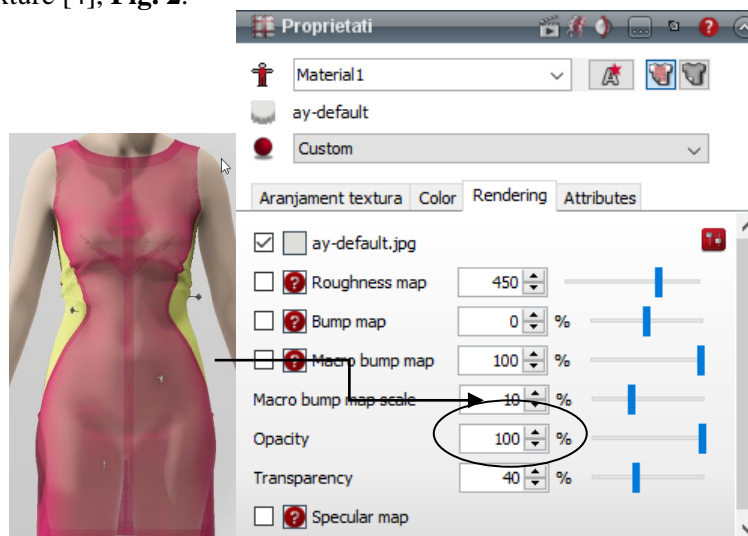 [4], Fig. 2.
Proprietati
Material1
ay-default
Custom
Aranjament textura Color Rendering Attributes
ay-default.jpg
Roughness map 450
Bump map 0 %
Macro bump map 100 %
Macro bump map scale 10 %
Opacity 100 %
Transparency 40 %
Specular map